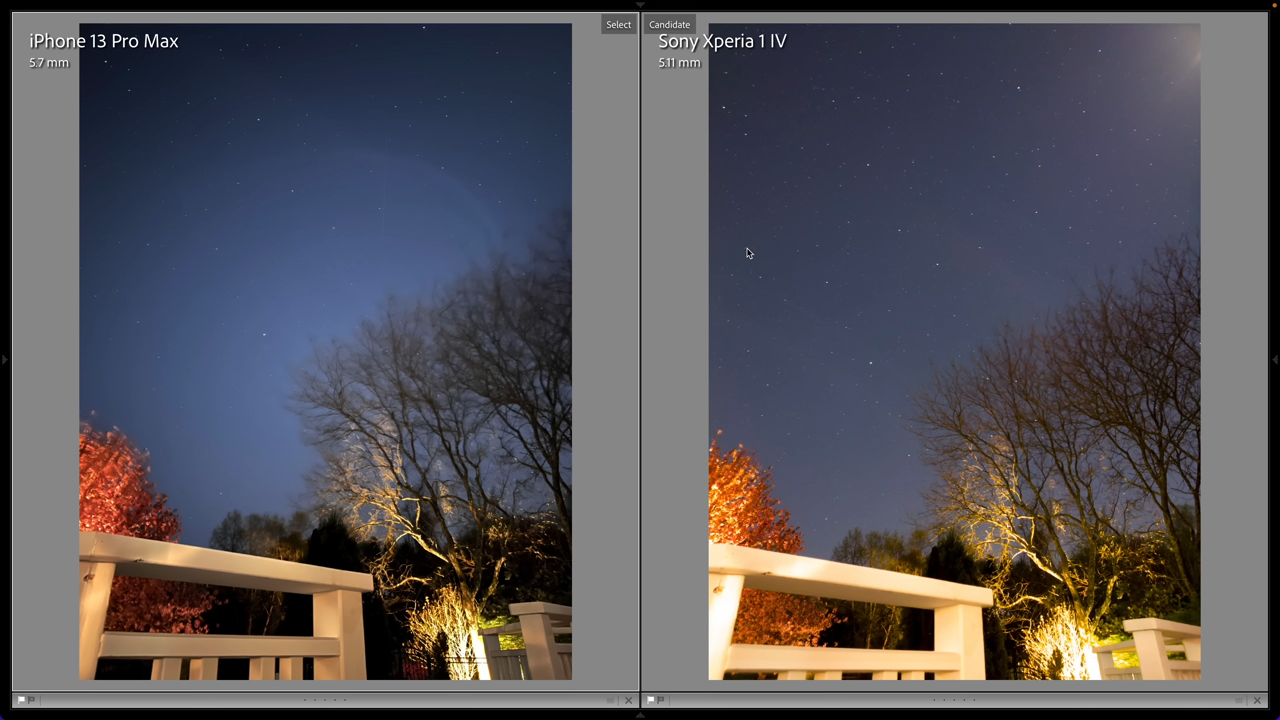 iPhone 13 Pro Max
5.7 mm
Select
Candidate
Sony Xperia 1 IV
5.11 mm